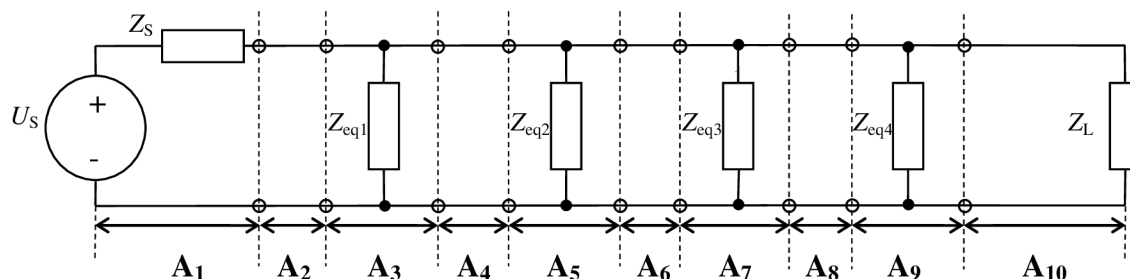 Z_S
U_S
+
-
Z_eq1
Z_eq2
Z_eq3
Z_eq4
Z_L
A_1 A_2 A_3 A_4 A_5 A_6 A_7 A_8 A_9 A_10